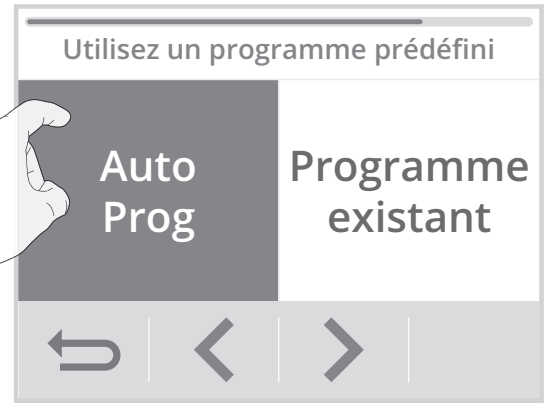 Utilisez un programme prédéfini
Auto
Prog
Programme
existant